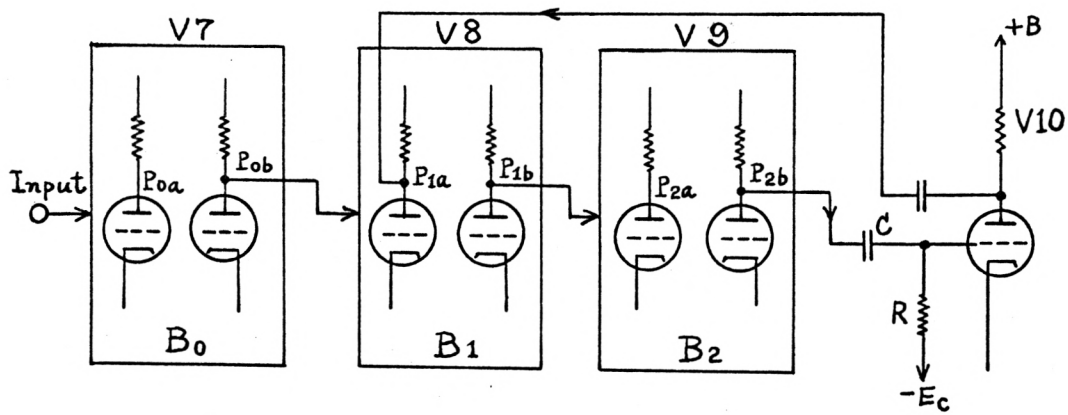 V7
V8
V9
+B
V10
Input
P0a
P0b
P1a
P1b
P2a
P2b
C
R
B0
B1
B2
-Ec